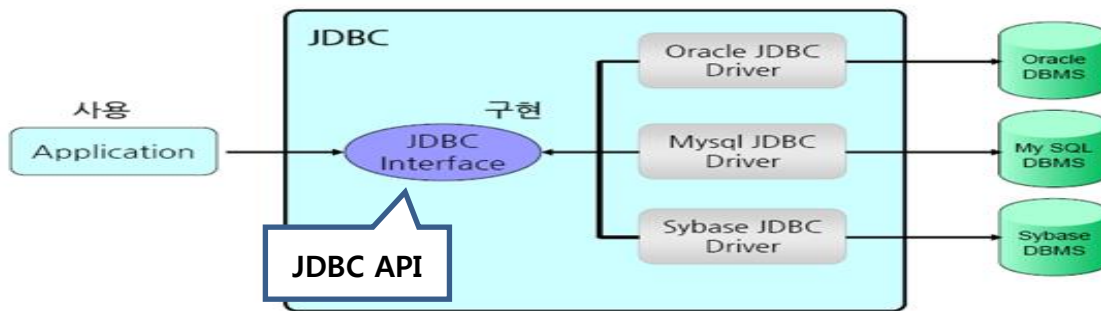 JDBC
사용
Application
구현
JDBC
Interface
JDBC API
Oracle JDBC
Driver
Mysql JDBC
Driver
Sybase JDBC
Driver
Oracle
DBMS
My SQL
DBMS
Sybase
DBMS